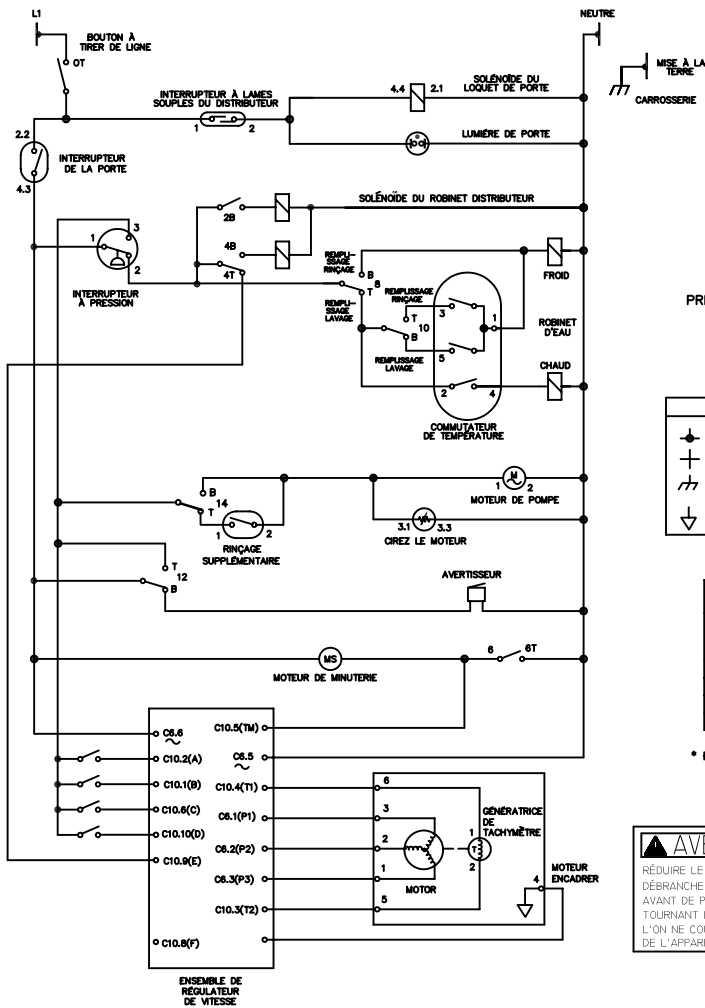 L1
NEUTRE
BOUTON À
TIRER DE LIGNE
OT
MISE À LA
TERRE
CARROSSERIE
INTERRUPTEUR À LAMES
SOUPLES DU DISTRIBUTEUR
1 2
4.4 2.1
SOLÉNOÏDE DU
LOQUET DE PORTE
LUMIÈRE DE PORTE
2.2
4.3
INTERRUPTEUR
DE LA PORTE
SOLÉNOÏDE DU ROBINET DISTRIBUTEUR
2B
4B
4T
3
1
2
INTERRUPTEUR
À PRESSION
REMPLI-
SSAGE
RINÇAGE
B
8
T
REMPLI-
SSAGE
LAVAGE
REMPLISSAGE
RINÇAGE
T
10
B
REMPLISSAGE
LAVAGE
3
1
5
2 4
COMMUTATEUR
DE TEMPÉRATURE
FROID
ROBINET
D'EAU
CHAUD
PRE
B
14
T
1 2
RINÇAGE
SUPPLÉMENTAIRE
1 M 2
MOTEUR DE POMPE
3.1 3.3
CIREZ LE MOTEUR
T
12
B
AVERTISSEUR
MS
MOTEUR DE MINUTERIE
6 6T
C6.6
C10.2(A)
C10.1(B)
C10.6(C)
C10.10(D)
C10.9(E)
C10.8(F)
C10.5(TM)
C6.5
C10.4(T1)
C6.1(P1)
C6.2(P2)
C6.3(P3)
C10.3(T2)
ENSEMBLE DE
RÉGULATEUR
DE VITESSE
6
3
2
1
5
MOTOR
GÉNÉRATRICE
DE
TACHYMÈTRE
1
T
2
4
MOTEUR
ENCADRER
*
AVE
RÉDUIRE LE
DÉBRANCHE
AVANT DE P
TOURNANT
L'ON NE COU
DE L'APPARE